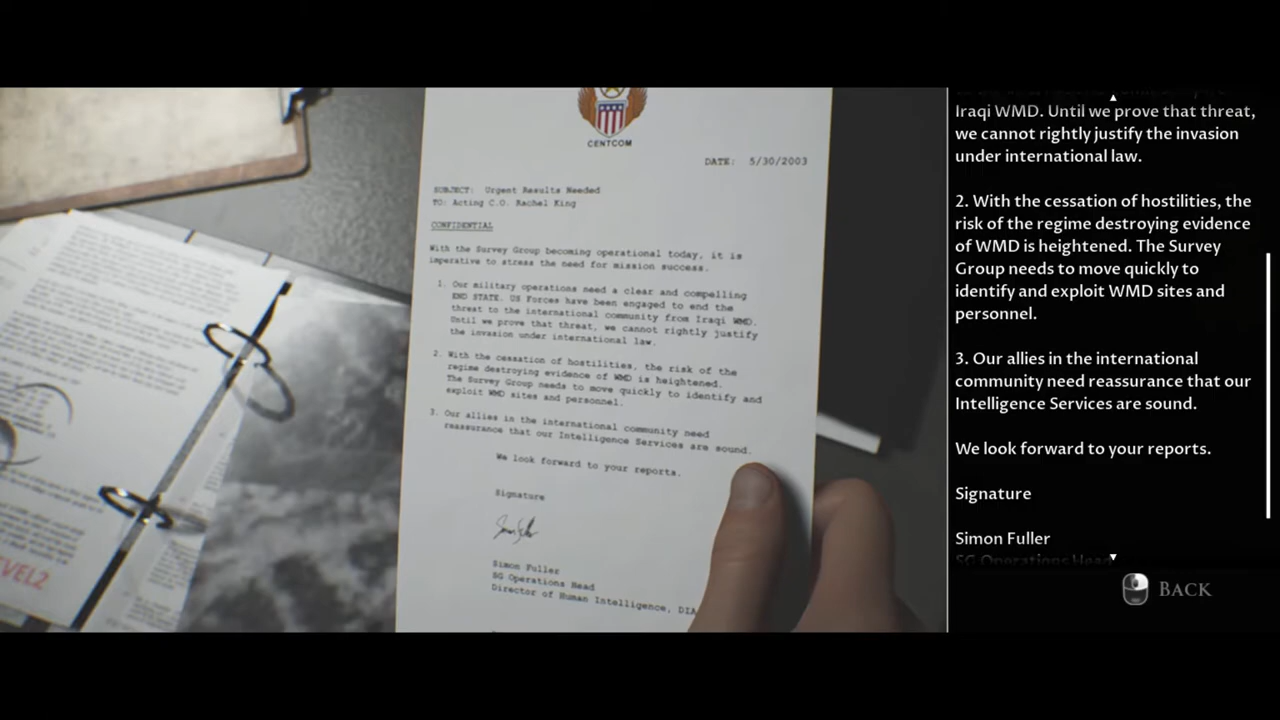 CENTCOM
DATE: 5/30/2003
SUBJECT: Urgent Results Needed
TO: Acting C.O. Rachel King
CONFIDENTIAL
With the Survey Group becoming operational today, it is
imperative to stress the need for mission success.
1. Our military operations need a clear and compelling
END STATE. US Forces have been engaged to end the
threat to the international community from Iraqi WMD.
Until we prove that threat, we cannot rightly justify
the invasion under international law.
2. With the cessation of hostilities, the risk of the
regime destroying evidence of WMD is heightened.
The Survey Group needs to move quickly to identify and
exploit WMD sites and personnel.
3. Our allies in the international community need
reassurance that our Intelligence Services are sound.
We look forward to your reports.
Signature
Simon Fuller
SG Operations Head
Director of Human Intelligence, DIA
EVEL2
Iraqi WMD. Until we prove that threat,
we cannot rightly justify the invasion
under international law.
2. With the cessation of hostilities, the
risk of the regime destroying evidence
of WMD is heightened. The Survey
Group needs to move quickly to
identify and exploit WMD sites and
personnel.
3. Our allies in the international
community need reassurance that our
Intelligence Services are sound.
We look forward to your reports.
Signature
Simon Fuller
SG Operations Head
BACK